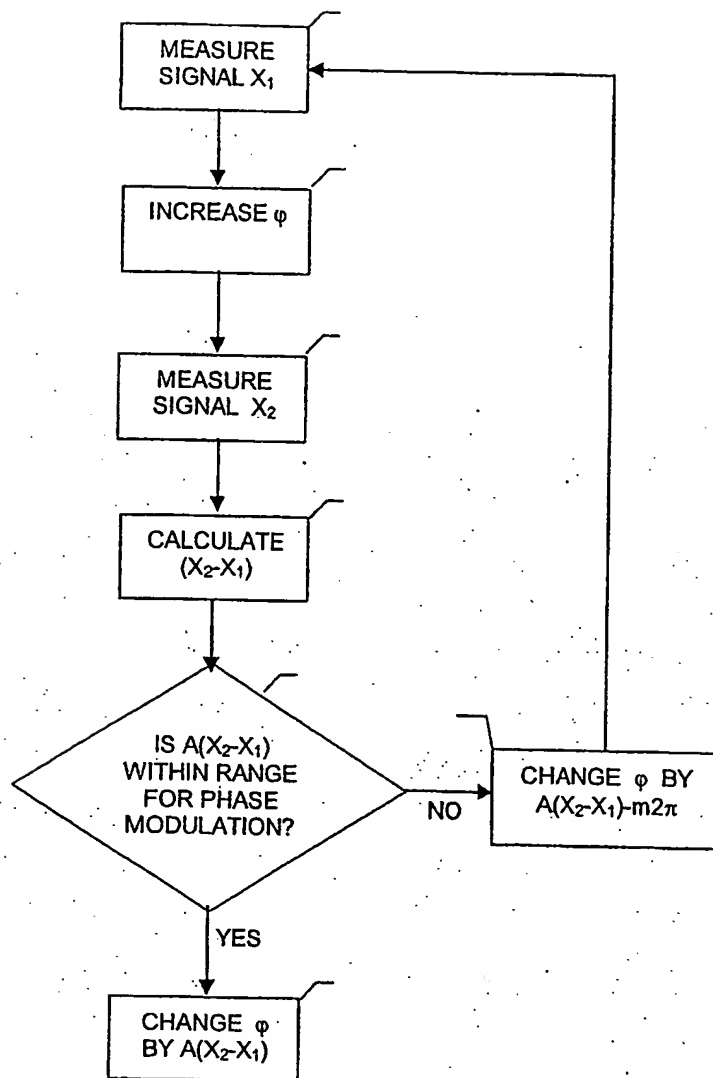 MEASURE
SIGNAL X₁
INCREASE φ
MEASURE
SIGNAL X₂
CALCULATE
(X₂-X₁)
IS A(X₂-X₁)
WITHIN RANGE
FOR PHASE
MODULATION?
NO
CHANGE φ BY
A(X₂-X₁)-m2π
YES
CHANGE φ
BY A(X₂-X₁)